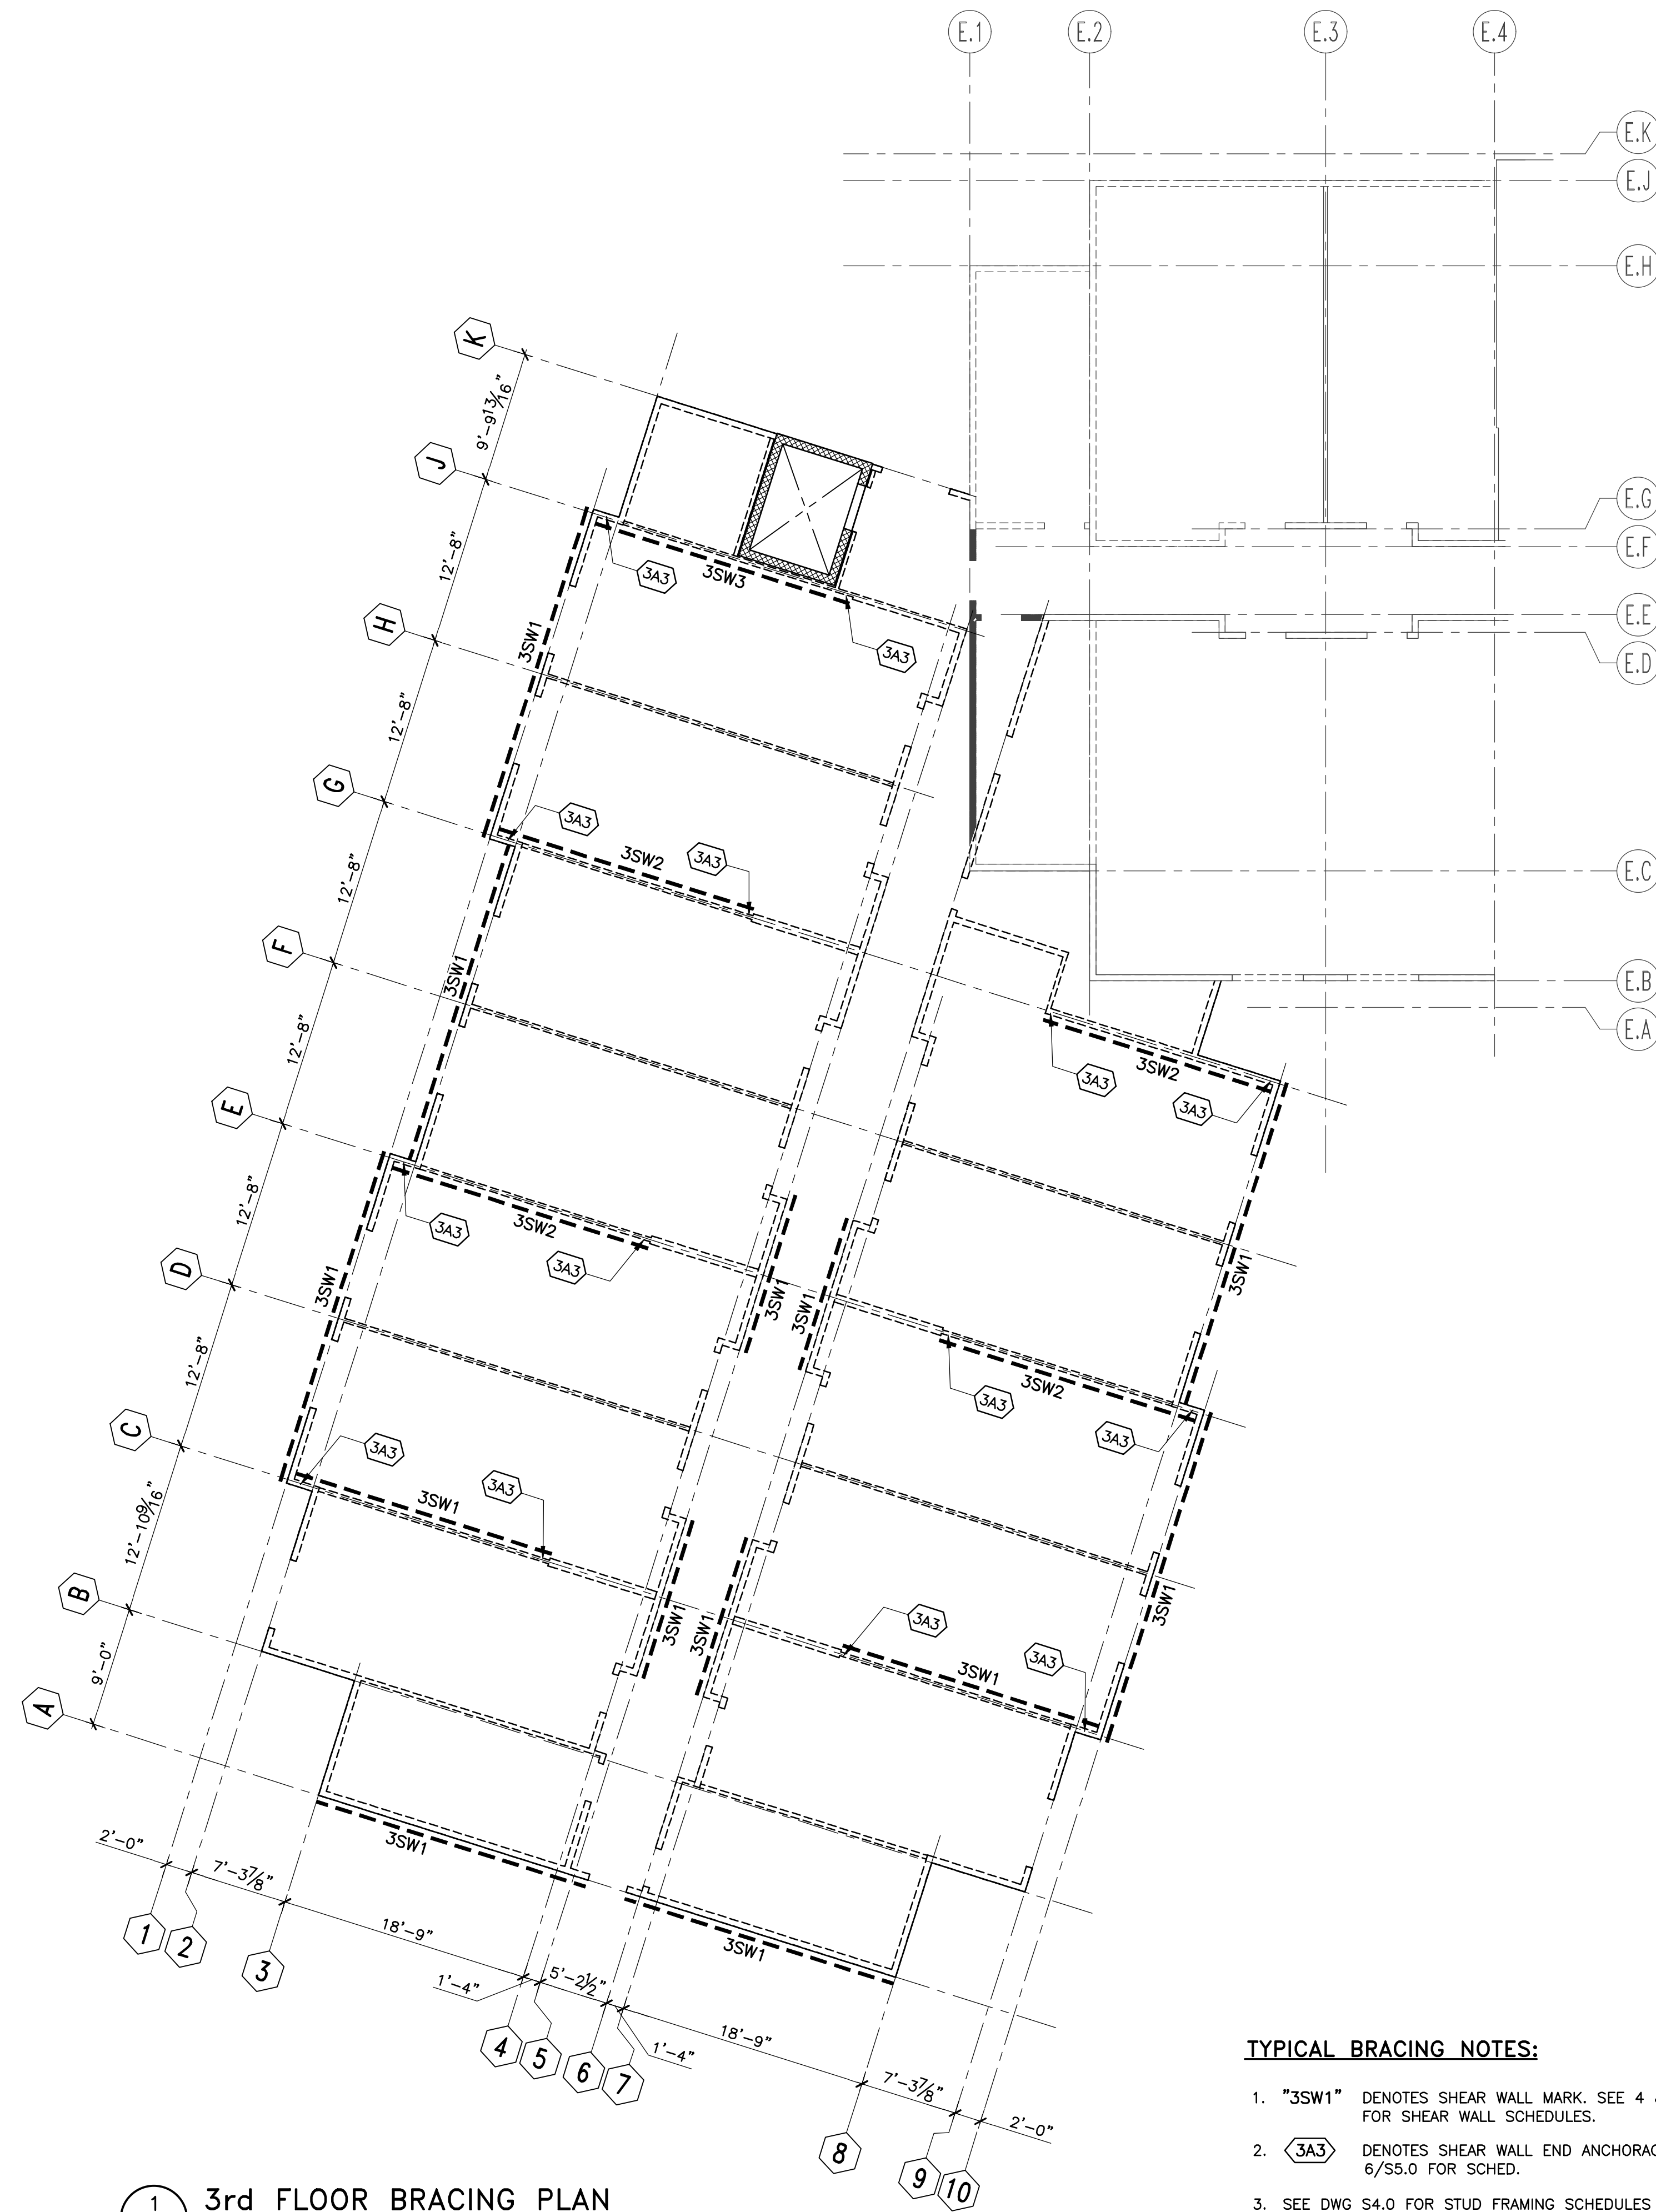 E.1
E.2
E.3
E.4
E.K
E.J
E.H
E.G
E.F
E.E
E.D
E.C
E.B
E.A
K
9'-9 13/16"
J
12'-8"
H
12'-8"
G
12'-8"
F
12'-8"
E
12'-8"
D
12'-8"
C
12'-10 9/16"
B
9'-0"
A
3A3
3SW3
3A3
3SW1
3A3
3SW2
3A3
3SW1
3A3
3SW2
3A3
3A3
3SW2
3A3
3SW1
3SW1
3SW1
3SW1
3A3
3SW2
3A3
3A3
3SW1
3A3
3SW1
3SW1
3SW1
3A3
3SW1
3A3
3SW1
3SW1
2'-0"
7'-3 7/8"
18'-9"
1'-4"
5'-2 1/2"
1'-4"
18'-9"
7'-3 7/8"
2'-0"
1
2
3
4
5
6
7
8
9
10
TYPICAL BRACING NOTES:
1. "3SW1" DENOTES SHEAR WALL MARK. SEE 4
FOR SHEAR WALL SCHEDULES.
2. 3A3 DENOTES SHEAR WALL END
6/S5.0 FOR SCHED.
3. SEE DWG S4.0 FOR STUD FRAMING SCHEDULES
1
3rd FLOOR BRACING PLAN